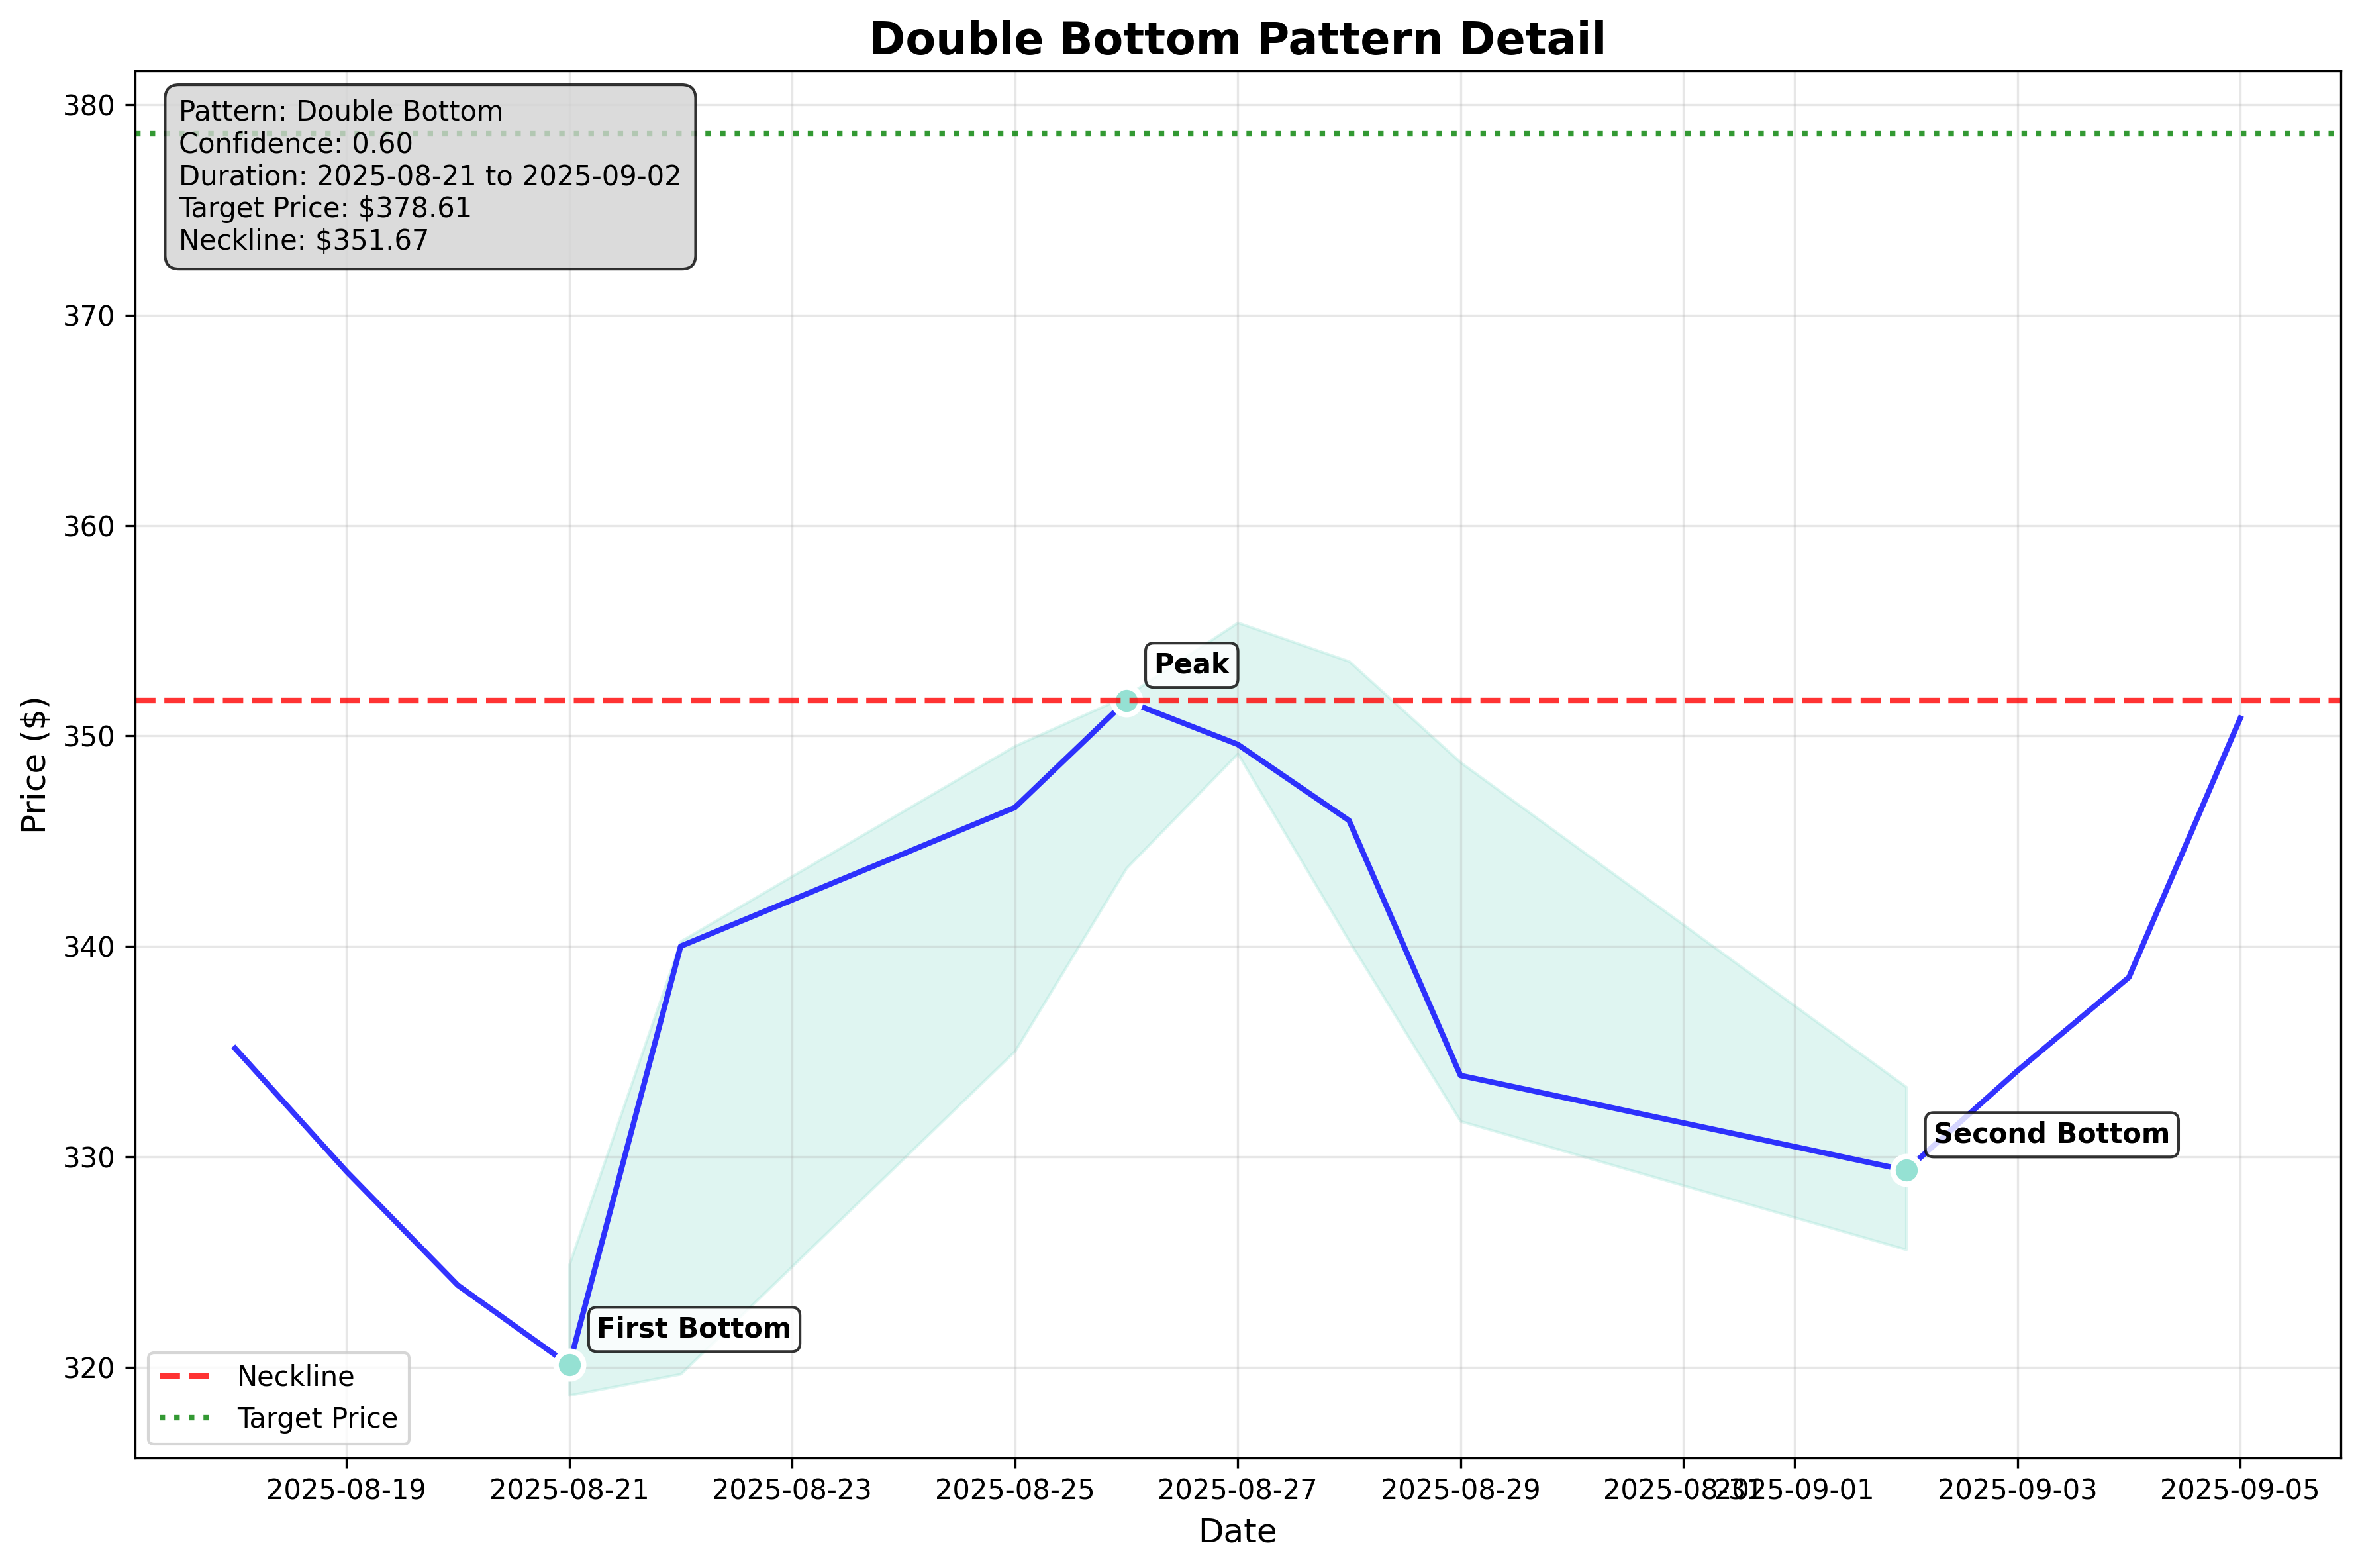 Double Bottom Pattern Detail
Pattern: Double Bottom
Confidence: 0.60
Duration: 2025-08-21 to 2025-09-02
Target Price: $378.61
Neckline: $351.67
380
370
360
350
340
330
320
Price ($)
Peak
Second Bottom
First Bottom
Neckline
Target Price
2025-08-19
2025-08-21
2025-08-23
2025-08-25
2025-08-27
2025-08-29
2025-08-31
2025-09-01
2025-09-03
2025-09-05
Date